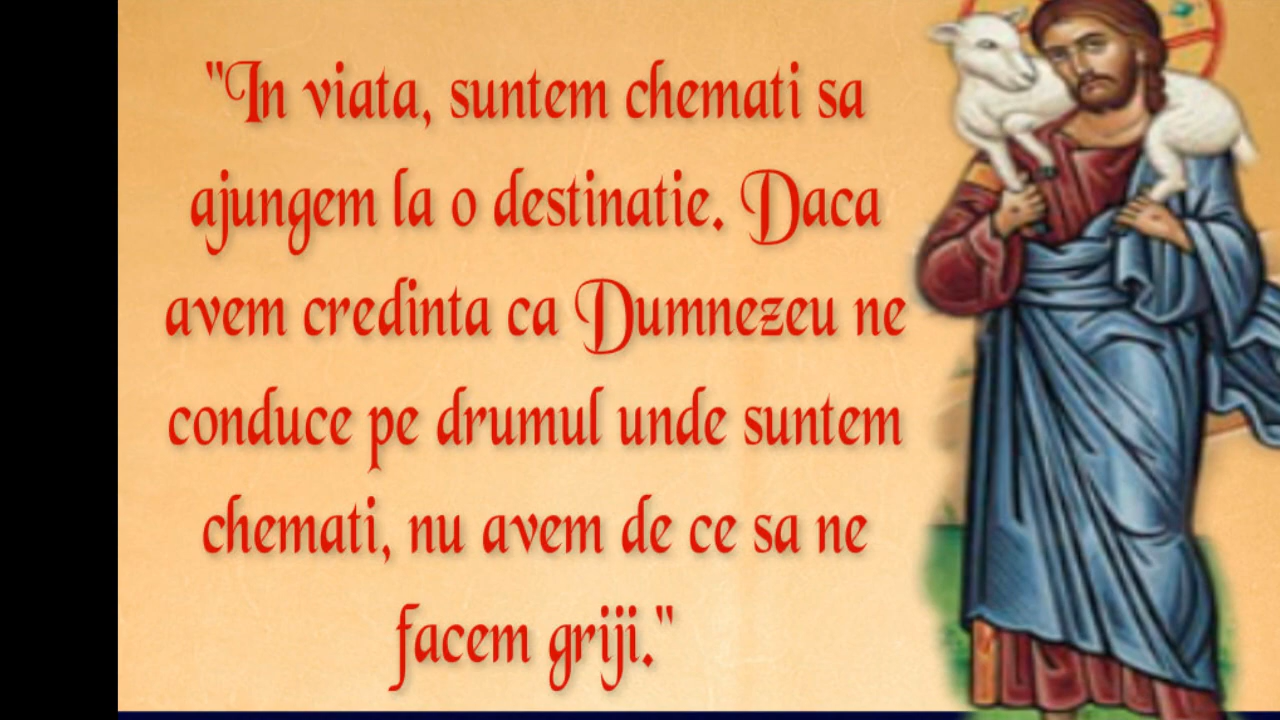 "In viata, suntem chemati sa
ajungem la o destinatie. Daca
avem credinta ca Dumnezeu ne
conduce pe drumul unde suntem
chemati, nu avem de ce sa ne
facem griji."